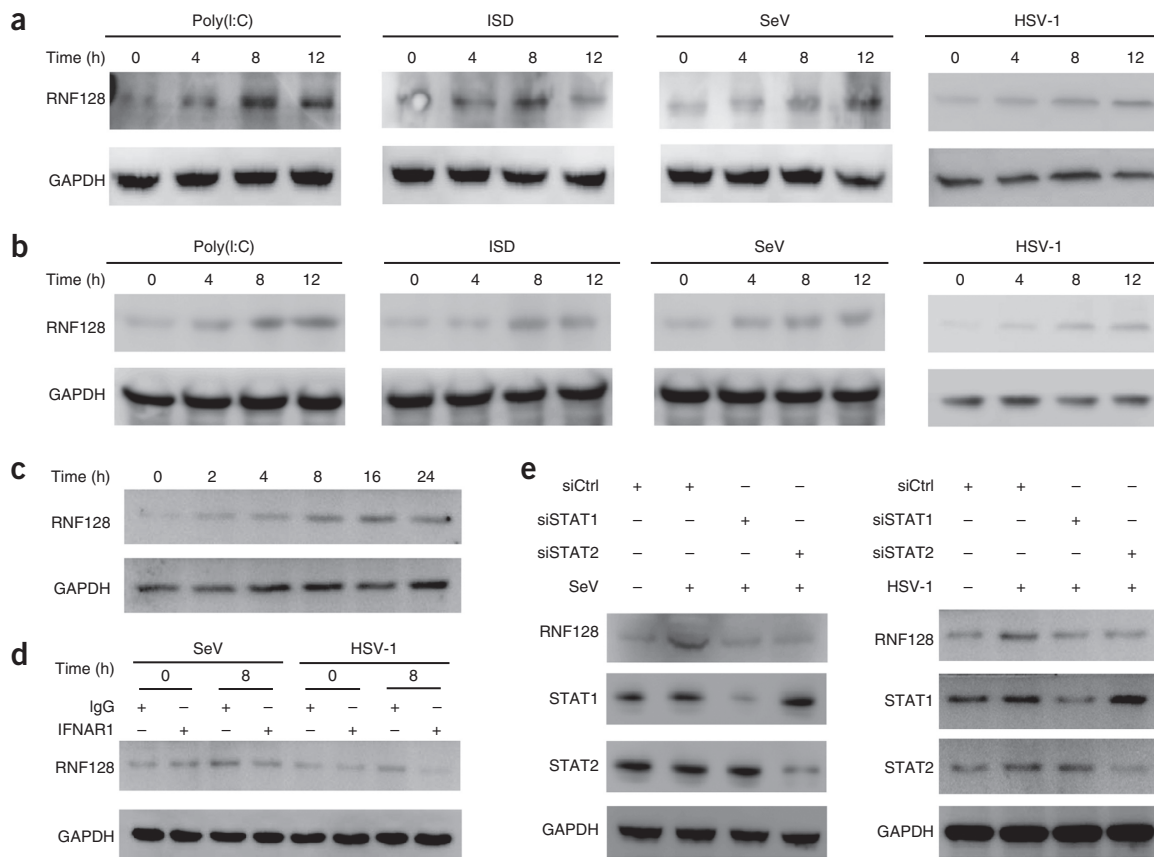 a
Poly(I:C) ISD SeV HSV-1
Time (h) 0 4 8 12 0 4 8 12 0 4 8 12 0 4 8 12
RNF128
GAPDH
b
Poly(I:C) ISD SeV HSV-1
Time (h) 0 4 8 12 0 4 8 12 0 4 8 12 0 4 8 12
RNF128
GAPDH
c
Time (h) 0 2 4 8 16 24
RNF128
GAPDH
d
SeV HSV-1
Time (h) 0 8 0 8
IgG + – + – + – + –
IFNAR1 – + – + – + – +
RNF128
GAPDH
e
siCtrl + + – –
siSTAT1 – – + –
siSTAT2 – – – +
SeV – + + +
RNF128
STAT1
STAT2
GAPDH
siCtrl + + – –
siSTAT1 – – + –
siSTAT2 – – – +
HSV-1 – + + +
RNF128
STAT1
STAT2
GAPDH